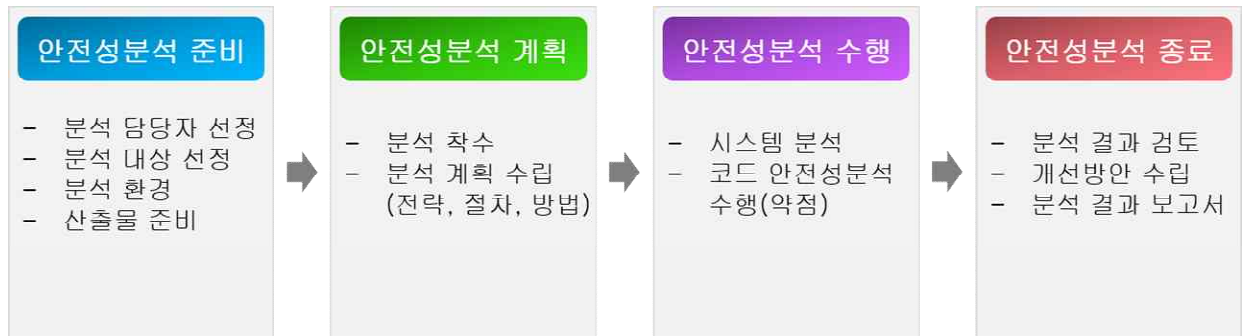 안전성분석 준비
– 분석 담당자 선정
– 분석 대상 선정
– 분석 환경
– 산출물 준비
안전성분석 계획
– 분석 착수
– 분석 계획 수립
(전략, 절차, 방법)
안전성분석 수행
– 시스템 분석
– 코드 안전성분석
수행(약점)
안전성분석 종료
– 분석 결과 검토
– 개선방안 수립
– 분석 결과 보고서